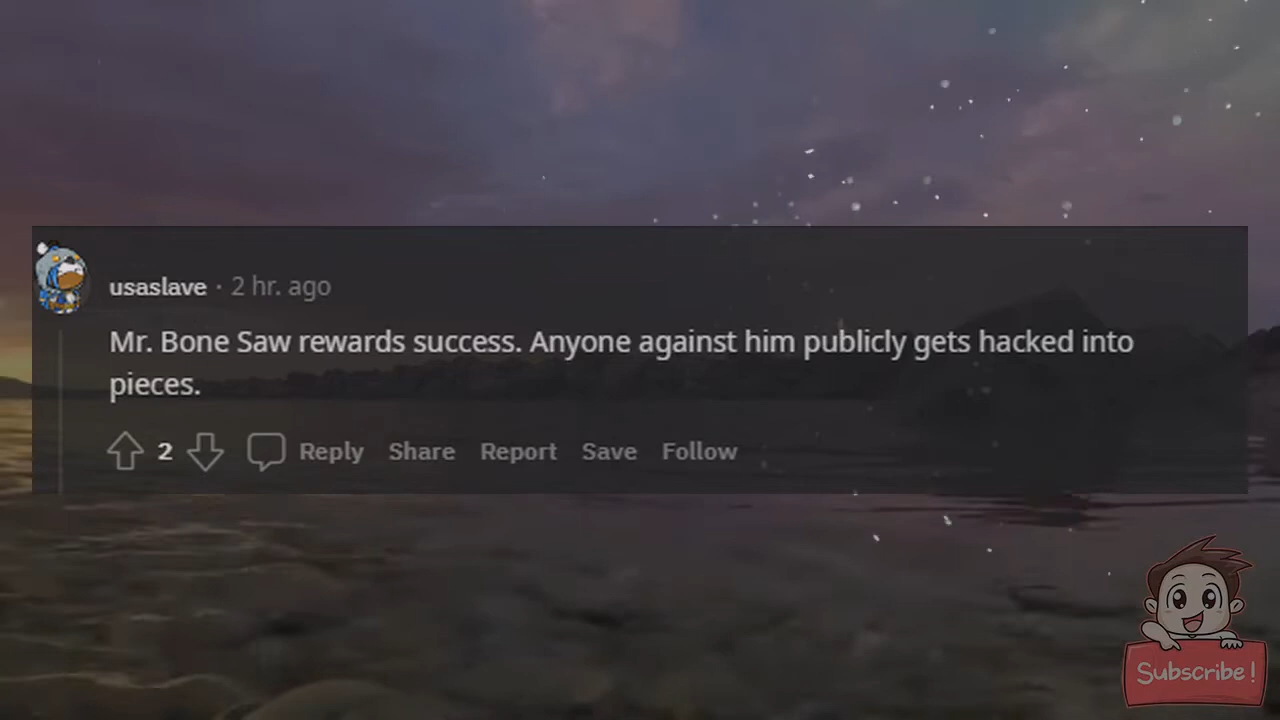 usaslave · 2 hr. ago
Mr. Bone Saw rewards success. Anyone against him publicly gets hacked into
pieces.
2 Reply Share Report Save Follow
Subscribe!